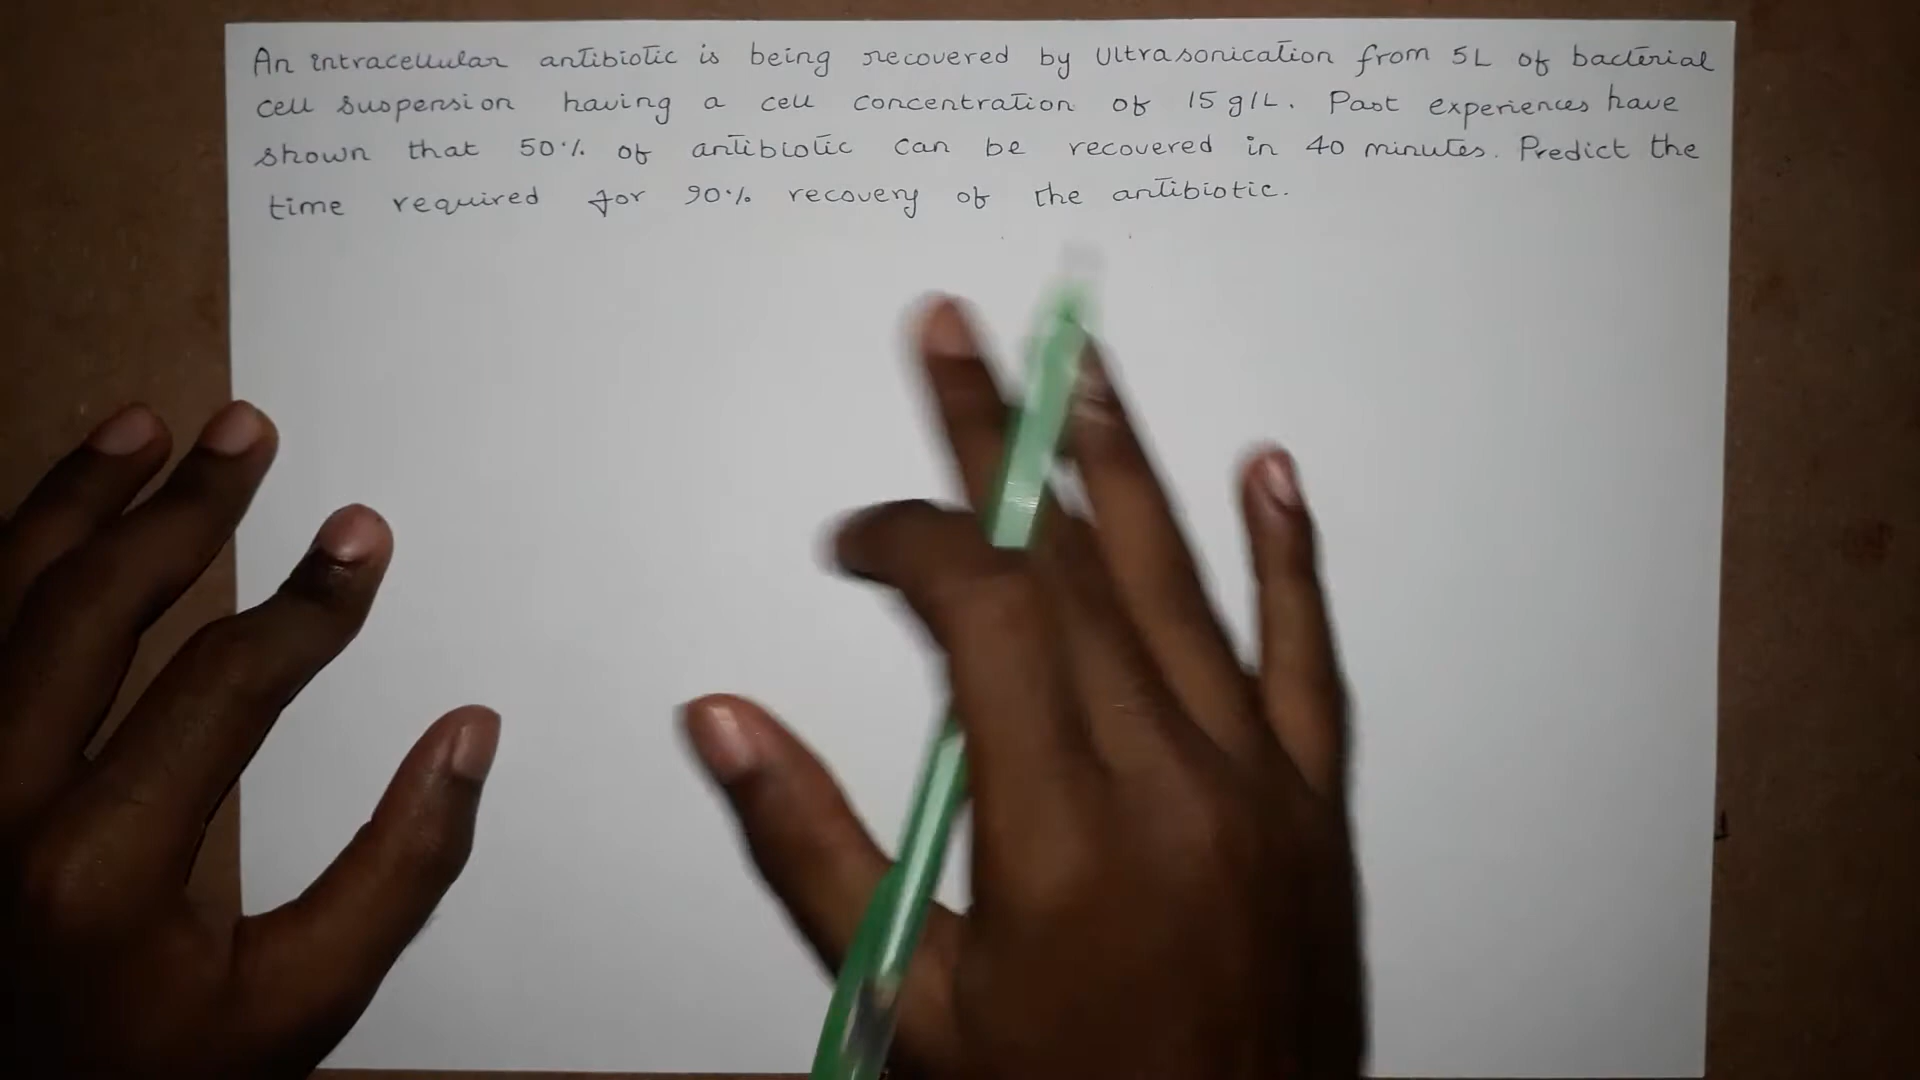 An intracellular antibiotic is being recovered by Ultrasonication from 5L of bacterial
cell suspension having a cell concentration of 15 g/L. Past experiences have
shown that 50% of antibiotic can be recovered in 40 minutes. Predict the
time required for 90% recovery of the antibiotic.